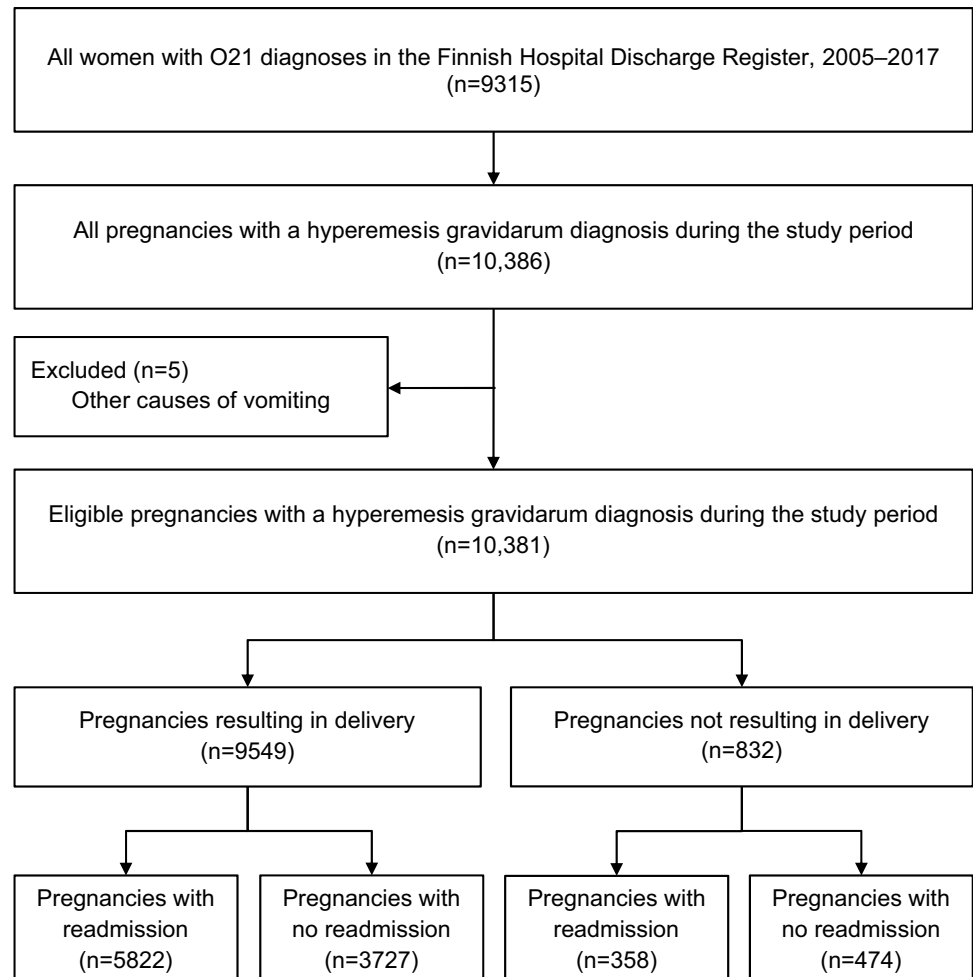 All women with O21 diagnoses in the Finnish Hospital Discharge Register, 2005–2017
(n=9315)
All pregnancies with a hyperemesis gravidarum diagnosis during the study period
(n=10,386)
Excluded (n=5)
Other causes of vomiting
Eligible pregnancies with a hyperemesis gravidarum diagnosis during the study period
(n=10,381)
Pregnancies resulting in delivery
(n=9549)
Pregnancies not resulting in delivery
(n=832)
Pregnancies with
readmission
(n=5822)
Pregnancies with
no readmission
(n=3727)
Pregnancies with
readmission
(n=358)
Pregnancies with
no readmission
(n=474)